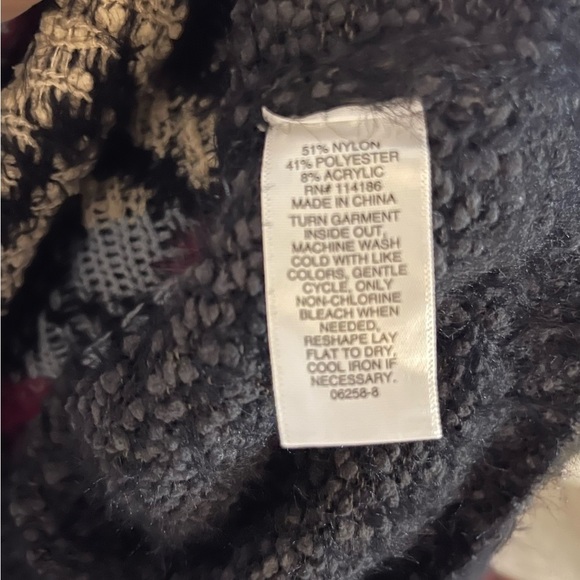 51% NYLON
41% POLYESTER
8% ACRYLIC
RN# 114186
MADE IN CHINA
TURN GARMENT
INSIDE OUT,
MACHINE WASH
COLD WITH LIKE
COLORS, GENTLE
CYCLE, ONLY
NON-CHLORINE
BLEACH WHEN
NEEDED,
RESHAPE LAY
FLAT TO DRY,
COOL IRON IF
NECESSARY.
06258-8